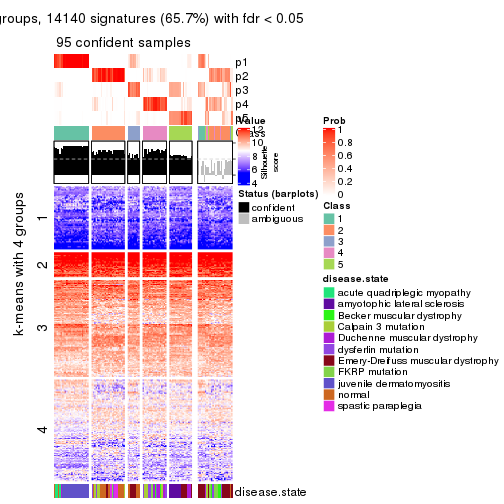 groups, 14140 signatures (65.7%) with fdr < 0.05
95 confident samples
p1
p2
p3
p4
Class
k-means with 4 groups
1
2
3
4
disease.state
Value
12
10
8
6
4
Silhouette
score
Status (barplots)
confident
ambiguous
Prob
1
0.8
0.6
0.4
0.2
0
Class
1
2
3
4
5
disease.state
acute quadriplegic myopathy
amyotophic lateral sclerosis
Becker muscular dystrophy
Calpain 3 mutation
Duchenne muscular dystrophy
dysferlin mutation
Emery-Dreifuss muscular dystrophy
FKRP mutation
juvenile dermatomyositis
normal
spastic paraplegia